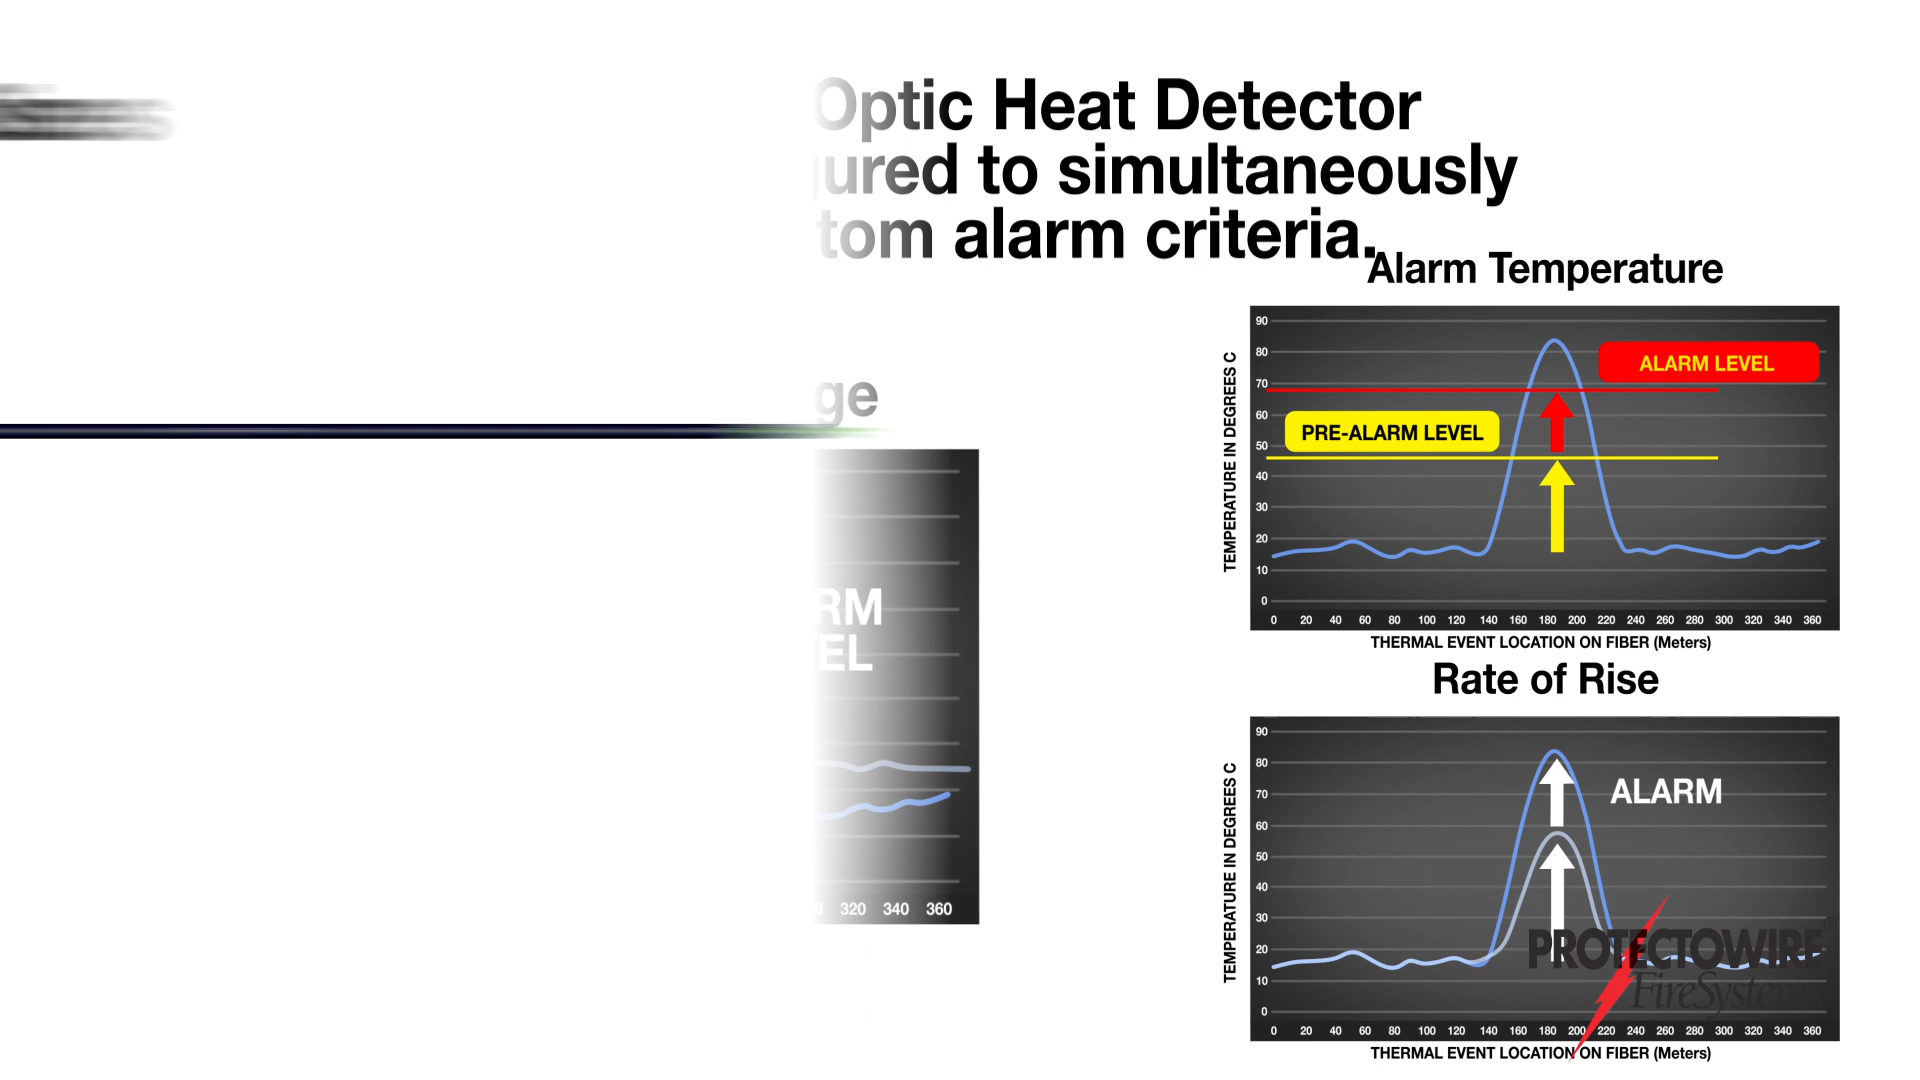 Optic Heat Detector
ured to simultaneously
tom alarm criteria.
ge
RM
EL
320 340 360
Alarm Temperature
TEMPERATURE IN DEGREES C
90
80
70
60
50
40
30
20
10
0
ALARM LEVEL
PRE-ALARM LEVEL
0 20 40 60 80 100 120 140 160 180 200 220 240 260 280 300 320 340 360
THERMAL EVENT LOCATION ON FIBER (Meters)
Rate of Rise
TEMPERATURE IN DEGREES C
90
80
70
60
50
40
30
20
10
0
ALARM
0 20 40 60 80 100 120 140 160 180 200 220 240 260 280 300 320 340 360
THERMAL EVENT LOCATION ON FIBER (Meters)
PROTECTOWIRE®
FireSystems